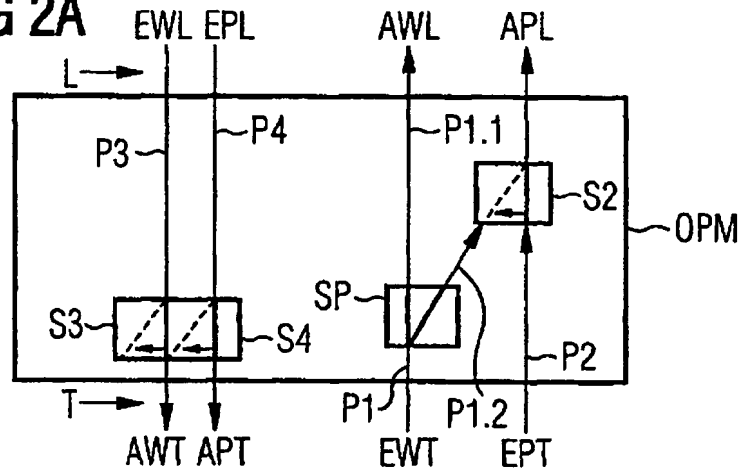 G 2A
EWL EPL AWL APL
L
P3 P4 P1.1
S2
OPM
SP
S3 S4
P2
T
P1 P1.2
AWT APT EWT EPT